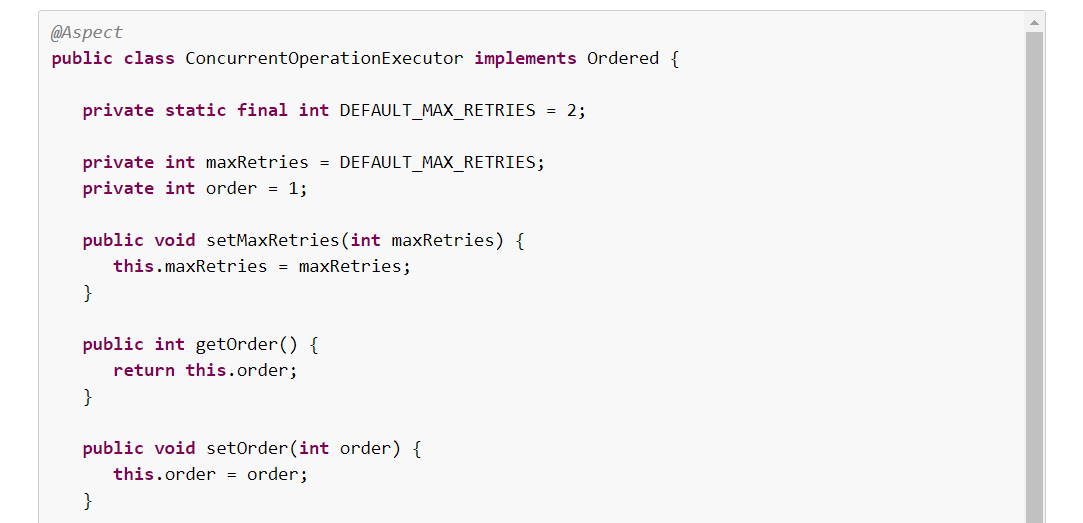 @Aspect
public class ConcurrentOperationExecutor implements Ordered {
private static final int DEFAULT_MAX_RETRIES = 2;
private int maxRetries = DEFAULT_MAX_RETRIES;
private int order = 1;
public void setMaxRetries(int maxRetries) {
this.maxRetries = maxRetries;
}
public int getOrder() {
return this.order;
}
public void setOrder(int order) {
this.order = order;
}